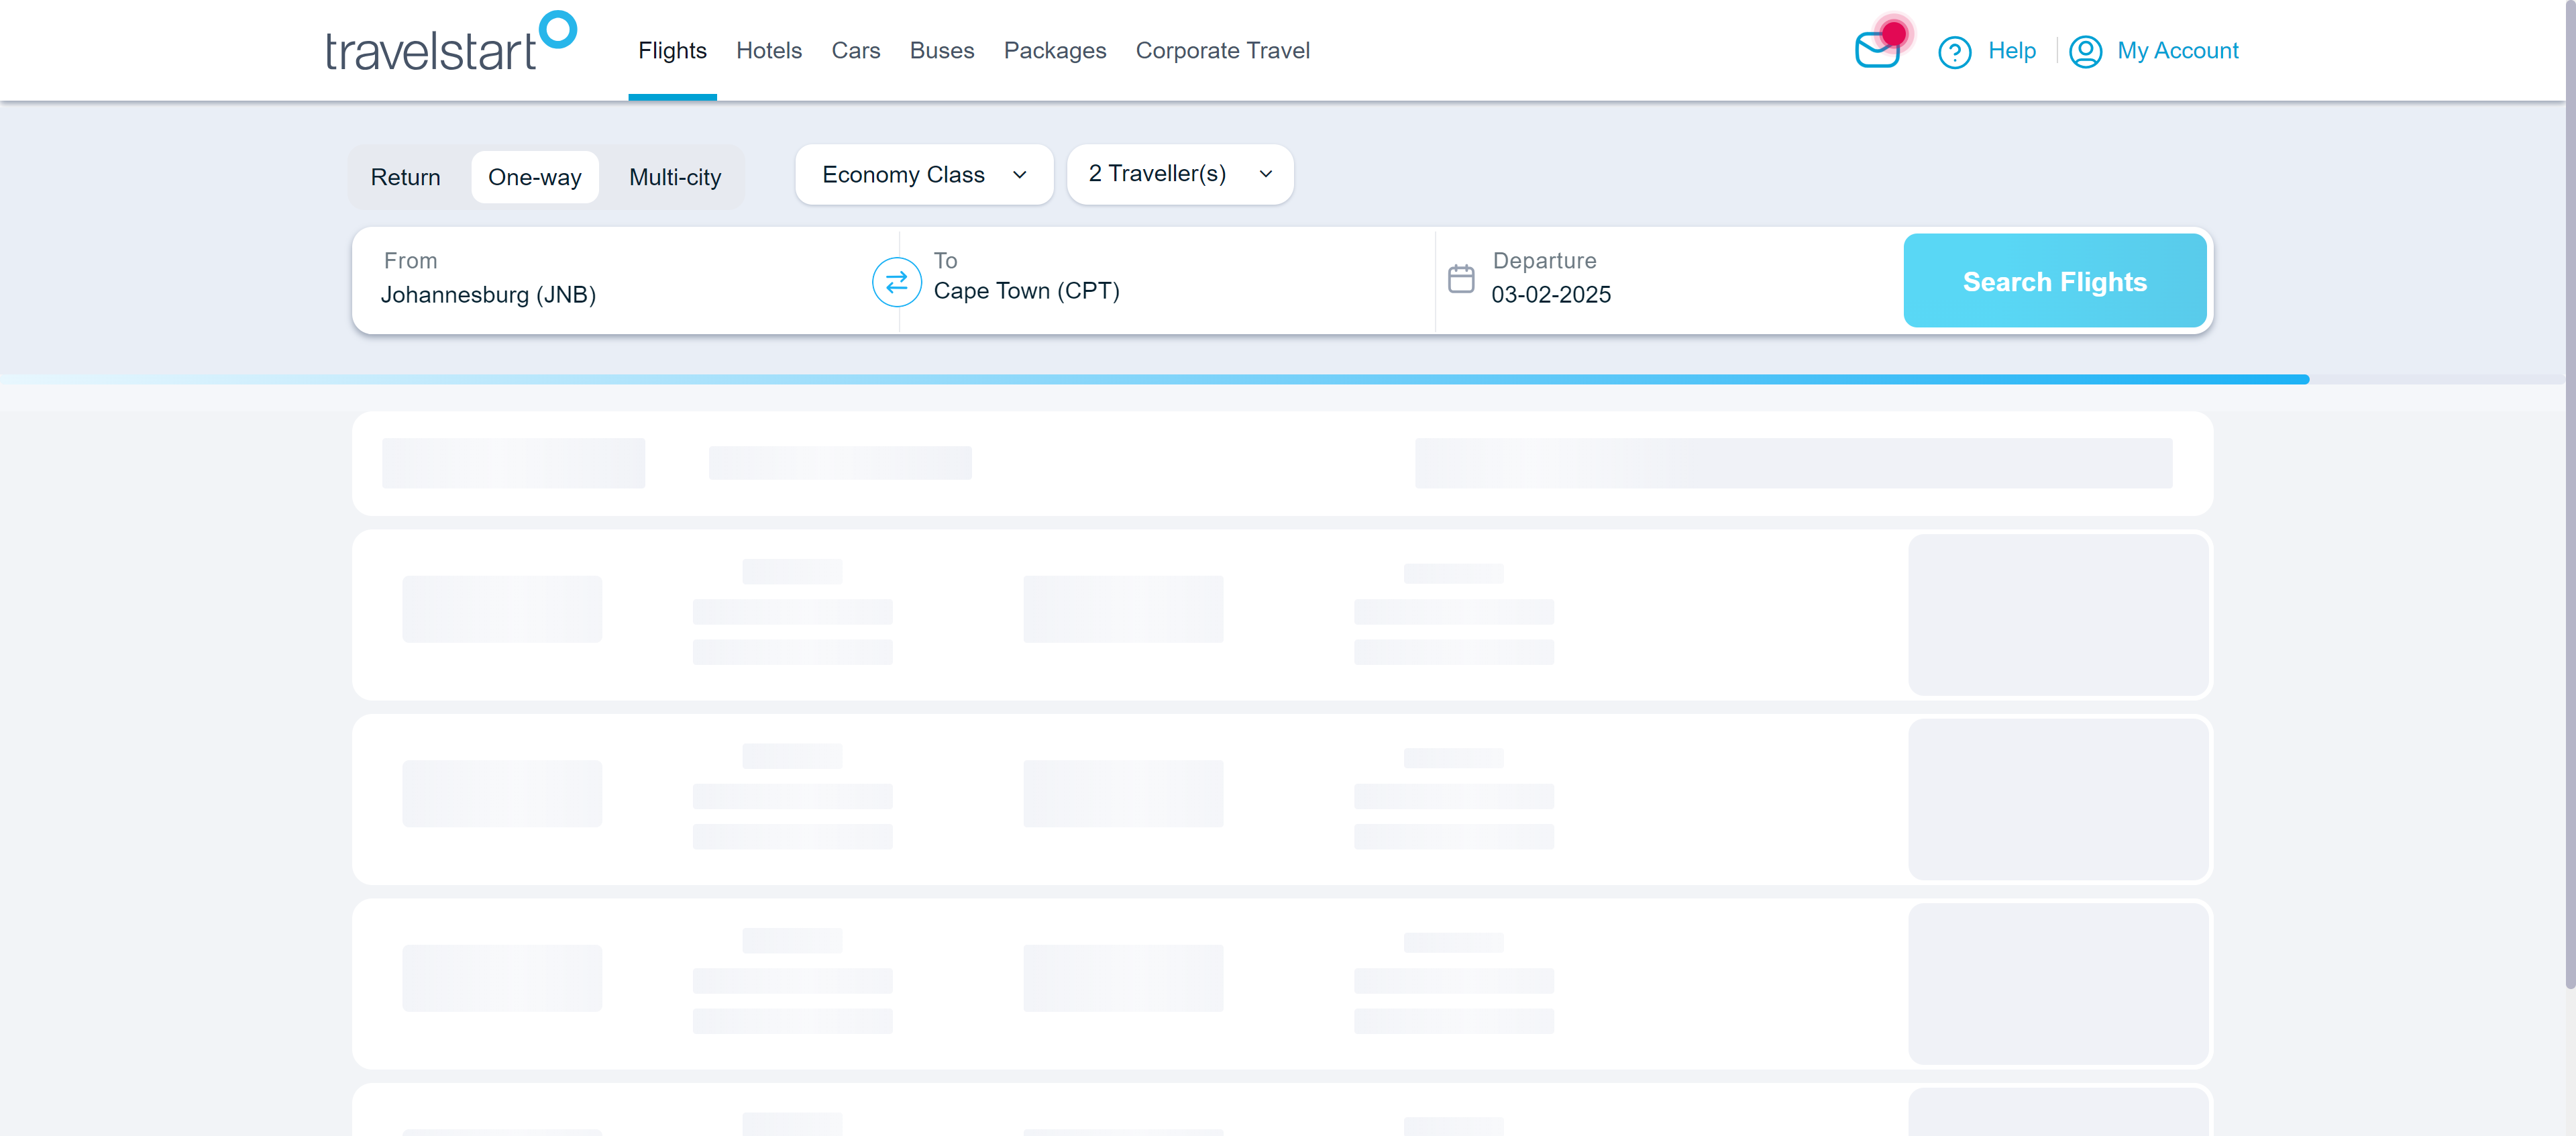 travelstart
Flights Hotels Cars Buses Packages Corporate Travel
Help My Account
Return One-way Multi-city Economy Class 2 Traveller(s)
From To Departure
Johannesburg (JNB) Cape Town (CPT) 03-02-2025
Search Flights